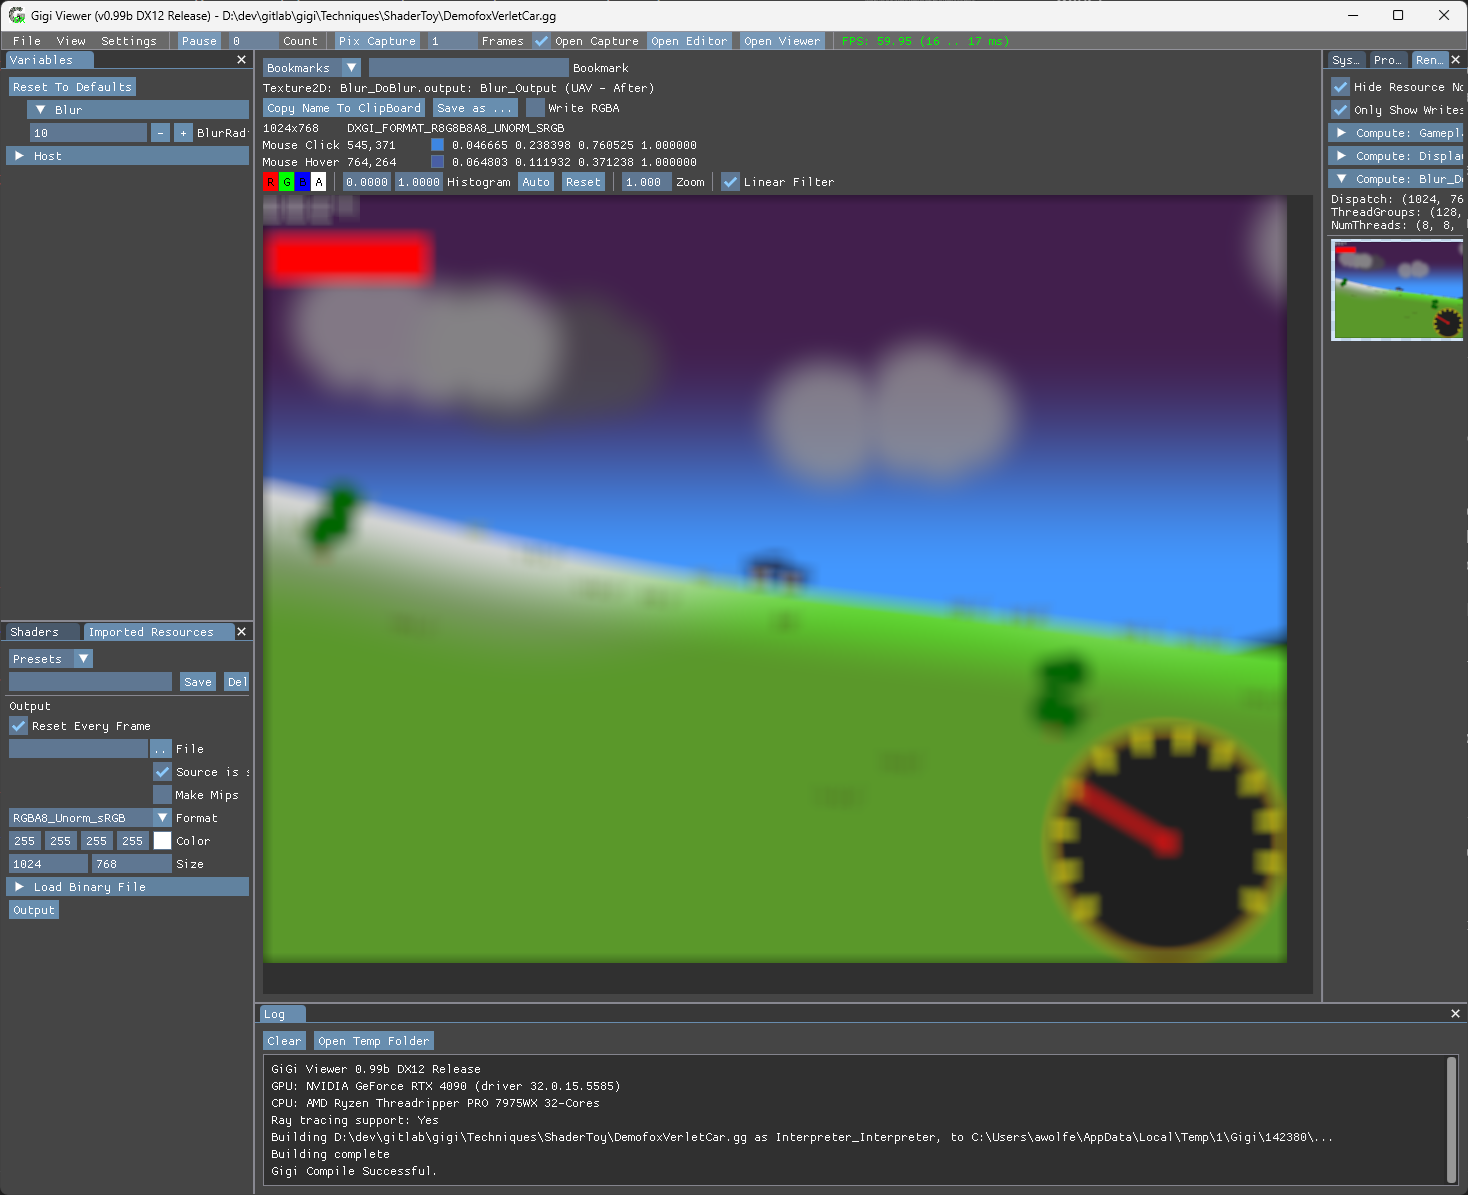 Gigi Viewer (v0.99b DX12 Release) - D:\dev\gitlab\gigi\Techniques\ShaderToy\DemofoxVerletCar.gg
File View Settings Pause 0 Count Pix Capture 1 Frames Open Capture Open Editor Open Viewer FPS: 59.95 (16 .. 17 ms)
Variables
Reset To Defaults
Blur
10 - + BlurRad
Host
Shaders Imported Resources
Presets
Save Del
Output
Reset Every Frame
.. File
Source is s
Make Mips
RGBA8_Unorm_sRGB Format
255 255 255 255 Color
1024 768 Size
Load Binary File
Output
Bookmarks Bookmark
Texture2D: Blur_DoBlur.output: Blur_Output (UAV - After)
Copy Name To ClipBoard Save as ... Write RGBA
1024x768 DXGI_FORMAT_R8G8B8A8_UNORM_SRGB
Mouse Click 545,371 0.046665 0.238398 0.760525 1.000000
Mouse Hover 764,264 0.064803 0.111932 0.371238 1.000000
R G B A 0.0000 1.0000 Histogram Auto Reset 1.000 Zoom Linear Filter
Sys... Pro... Ren...
Hide Resource No
Only Show Writes
Compute: Gamepl
Compute: Displa
Compute: Blur_Do
Dispatch: (1024, 76
ThreadGroups: (128,
NumThreads: (8, 8,
Log
Clear Open Temp Folder
GiGi Viewer 0.99b DX12 Release
GPU: NVIDIA GeForce RTX 4090 (driver 32.0.15.5585)
CPU: AMD Ryzen Threadripper PRO 7975WX 32-Cores
Ray tracing support: Yes
Building D:\dev\gitlab\gigi\Techniques\ShaderToy\DemofoxVerletCar.gg as Interpreter_Interpreter, to C:\Users\awolfe\AppData\Local\Temp\1\Gigi\142380\...
Building complete
Gigi Compile Successful.